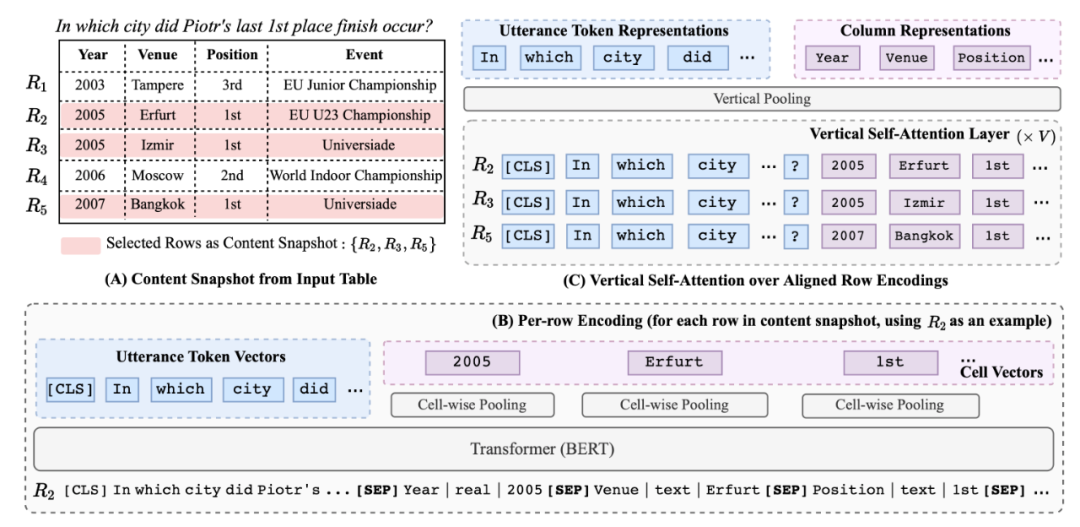 In which city did Piotr's last 1st place finish occur?
Year Venue Position Event
R1 2003 Tampere 3rd EU Junior Championship
R2 2005 Erfurt 1st EU U23 Championship
R3 2005 Izmir 1st Universiade
R4 2006 Moscow 2nd World Indoor Championship
R5 2007 Bangkok 1st Universiade
Selected Rows as Content Snapshot : {R2, R3, R5}
(A) Content Snapshot from Input Table
Utterance Token Representations
In which city did ...
Column Representations
Year Venue Position ...
Vertical Pooling
Vertical Self-Attention Layer (× V)
R2 [CLS] In which city ... ? 2005 Erfurt 1st ...
R3 [CLS] In which city ... ? 2005 Izmir 1st ...
R5 [CLS] In which city ... ? 2007 Bangkok 1st ...
(C) Vertical Self-Attention over Aligned Row Encodings
(B) Per-row Encoding (for each row in content snapshot, using R2 as an example)
Utterance Token Vectors
[CLS] In which city did ...
2005 Erfurt 1st ...
Cell Vectors
Cell-wise Pooling Cell-wise Pooling Cell-wise Pooling
Transformer (BERT)
R2 [CLS] In which city did Piotr's ... [SEP] Year | real | 2005 [SEP] Venue | text | Erfurt [SEP] Position | text | 1st [SEP] ...